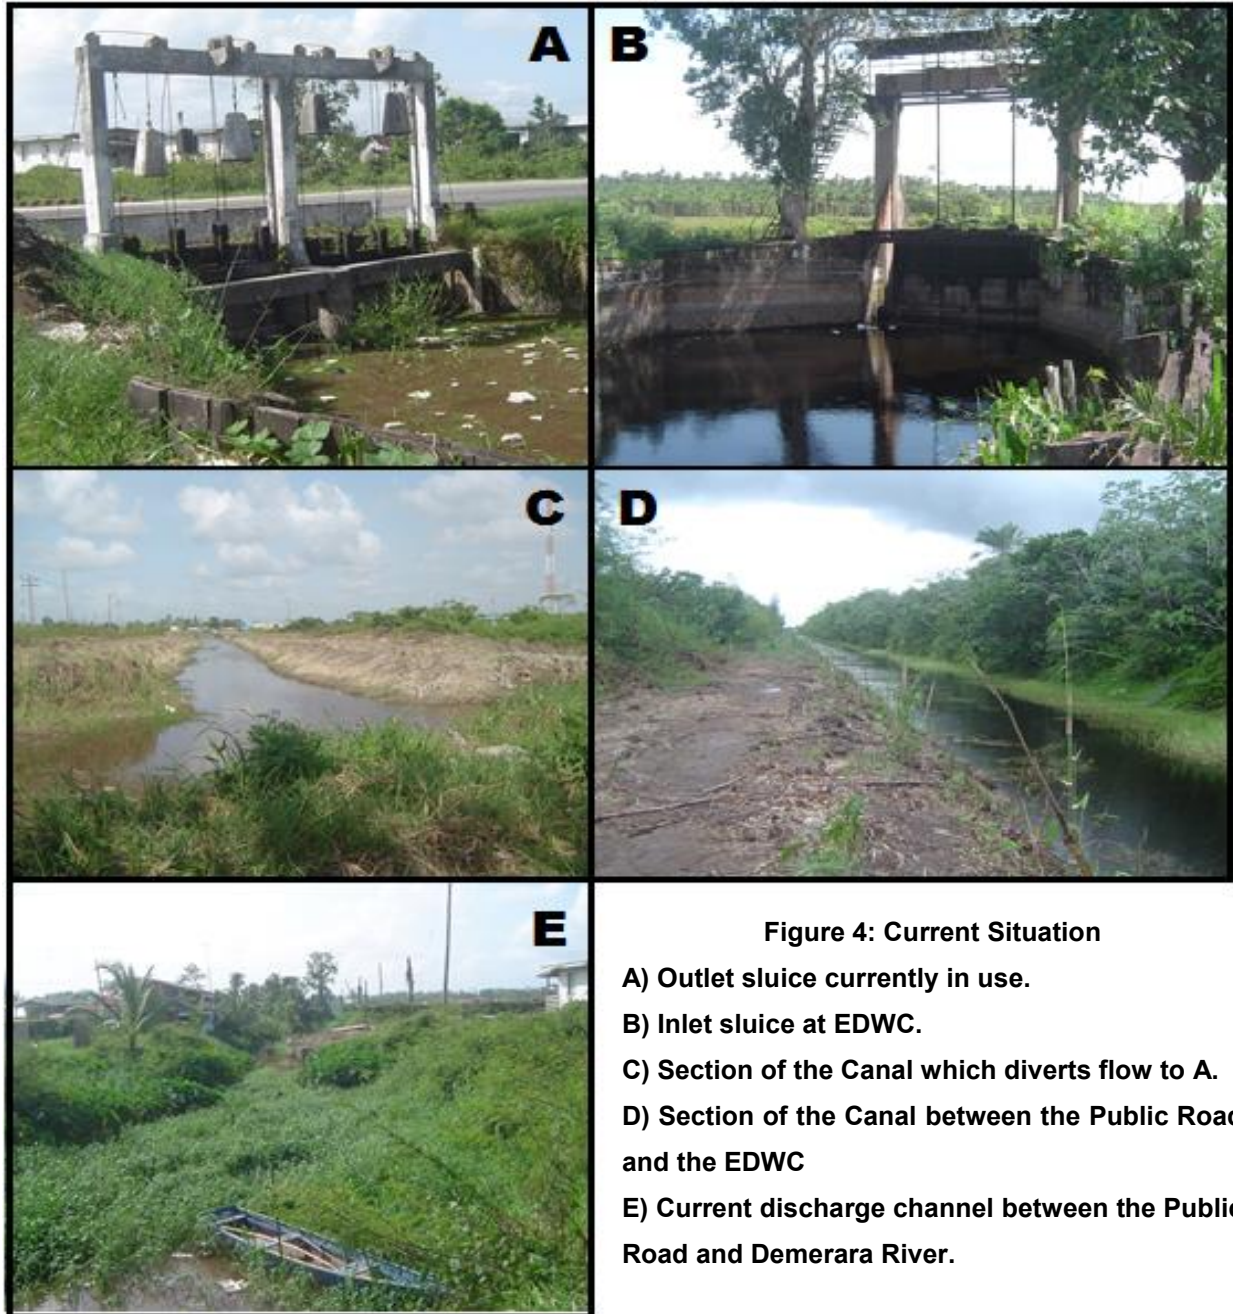 A
B
C
D
E
Figure 4: Current Situation
A) Outlet sluice currently in use.
B) Inlet sluice at EDWC.
C) Section of the Canal which diverts flow to A.
D) Section of the Canal between the Public Road
and the EDWC
E) Current discharge channel between the Public
Road and Demerara River.